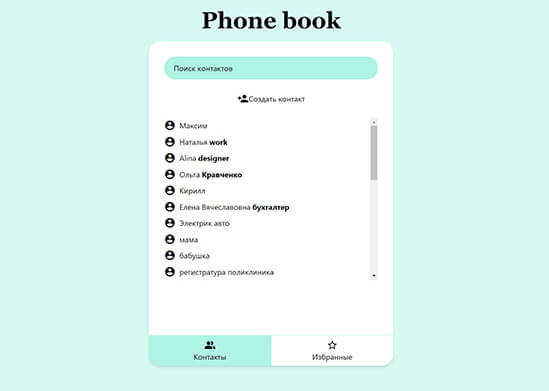 Phone book
Поиск контактов
Создать контакт
Максим
Наталья work
Alina designer
Ольга Кравченко
Кирилл
Елена Вячеславовна бухгалтер
Электрик авто
мама
бабушка
регистратура поликлиника
Контакты
Избранные